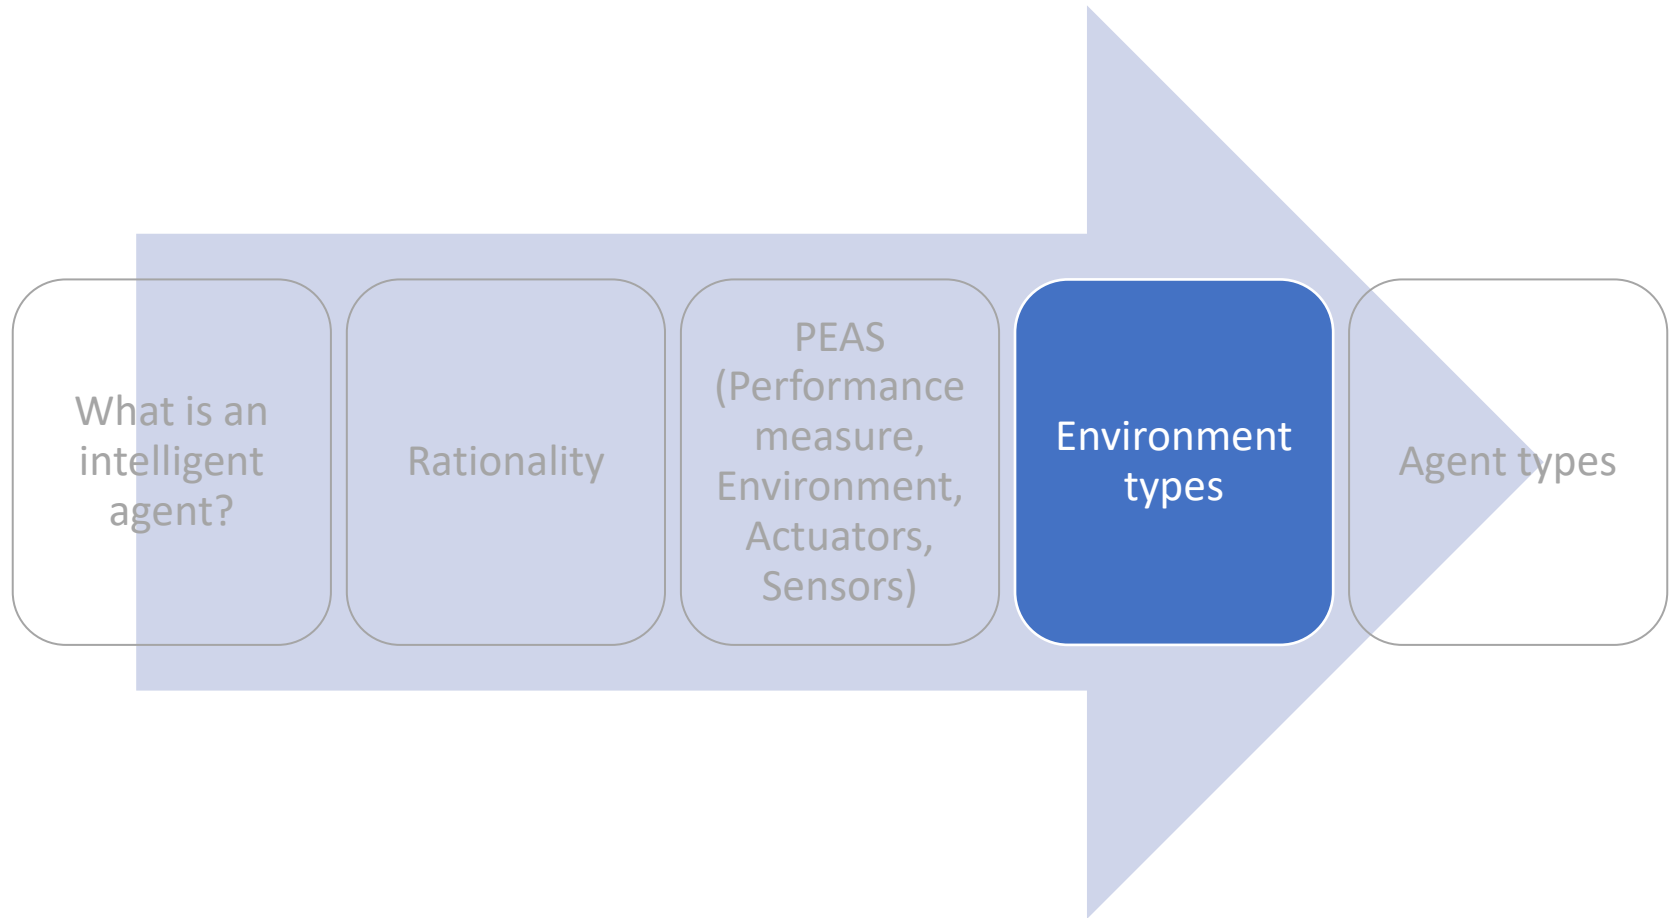 What is an
intelligent
agent?
Rationality
PEAS
(Performance
measure,
Environment,
Actuators,
Sensors)
Environment
types
Agent types